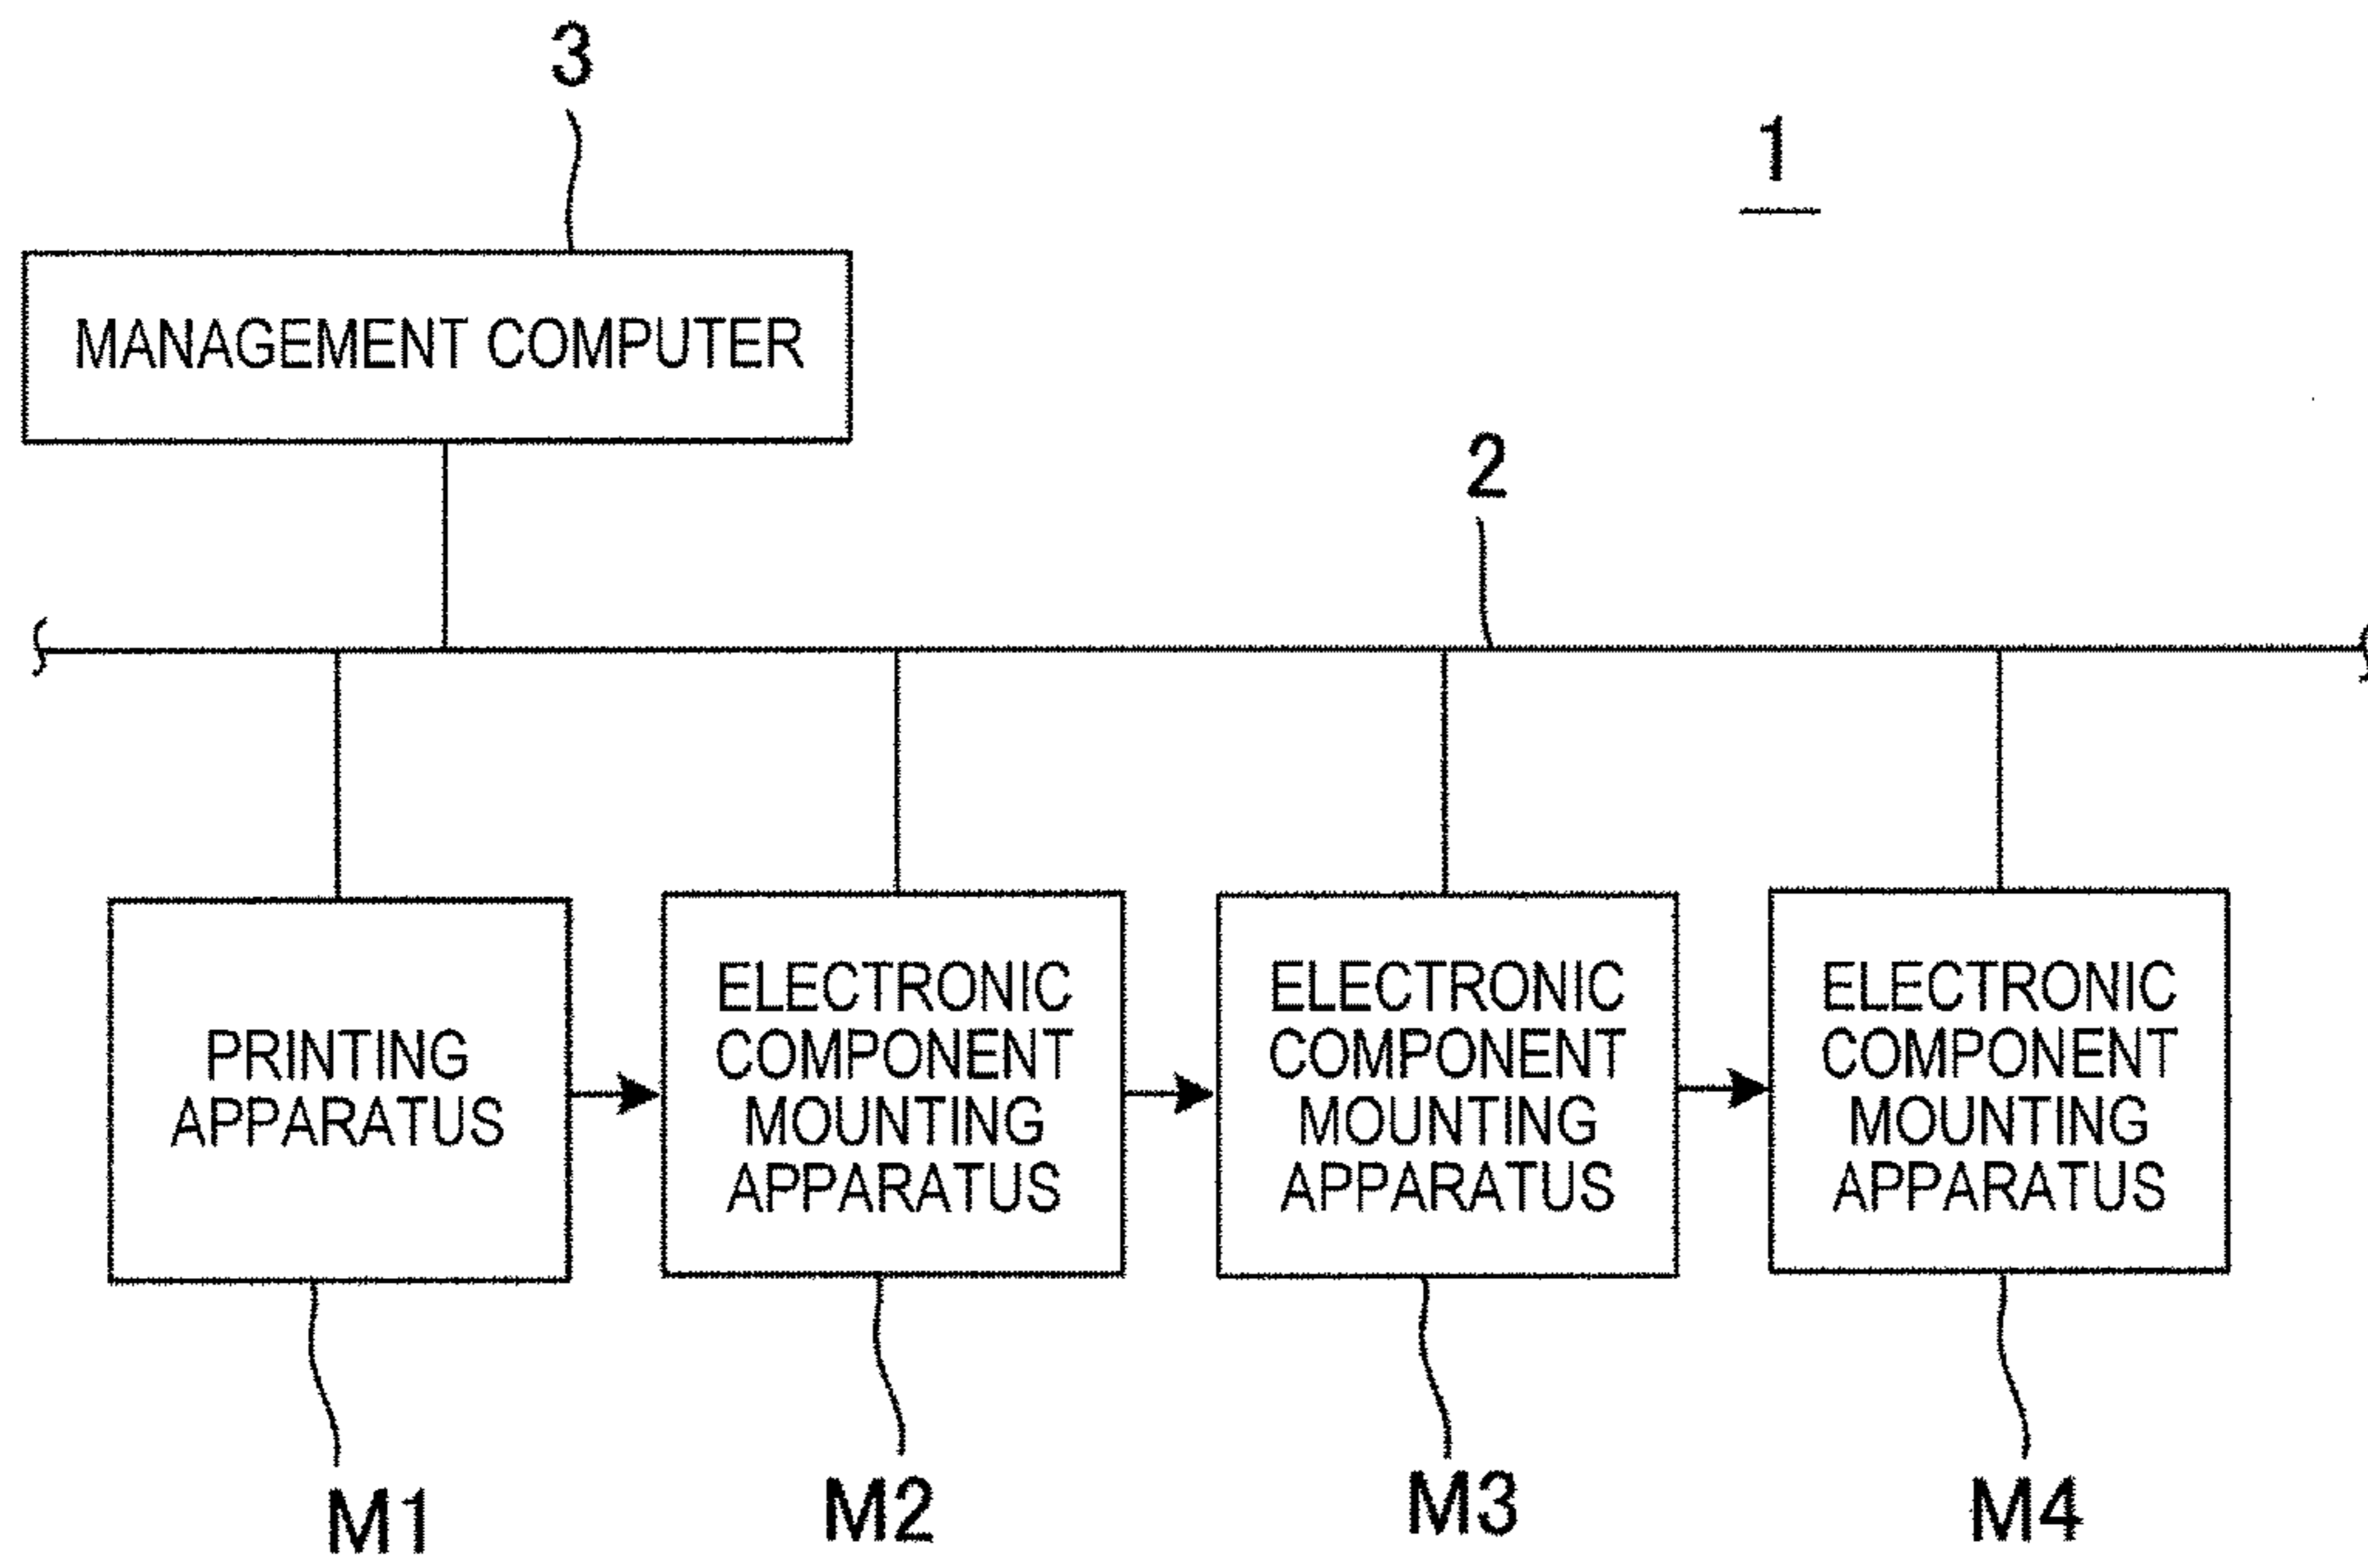 3
1
MANAGEMENT COMPUTER
2
PRINTING
APPARATUS
ELECTRONIC
COMPONENT
MOUNTING
APPARATUS
ELECTRONIC
COMPONENT
MOUNTING
APPARATUS
ELECTRONIC
COMPONENT
MOUNTING
APPARATUS
M1
M2
M3
M4